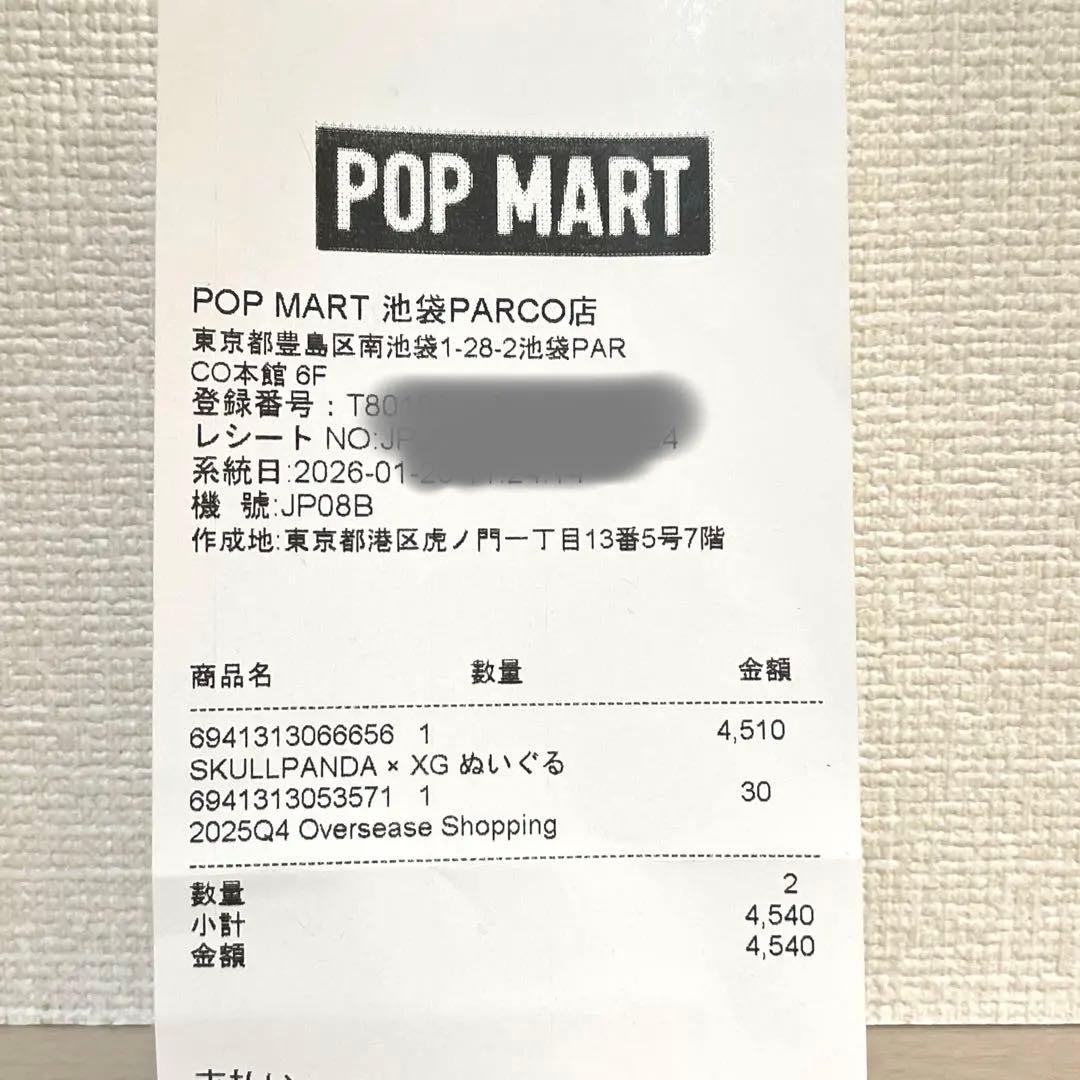 POP MART
POP MART 池袋PARCO店
東京都豊島区南池袋1-28-2池袋PAR
CO本館 6F
登録番号 : T80
レシート NO:JP 4
系統日:2026-01-2
機 號:JP08B
作成地:東京都港区虎ノ門一丁目13番5号7階
商品名 數量 金額
6941313066656 1 4,510
SKULLPANDA × XG ぬいぐる
6941313053571 1 30
2025Q4 Oversease Shopping
數量 2
小計 4,540
金額 4,540